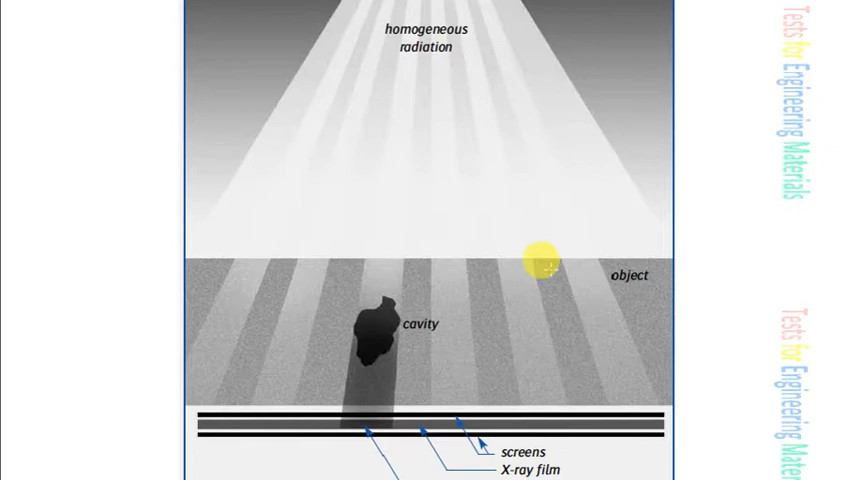 homogeneous
radiation
object
cavity
screens
X-ray film
Tests for Engineering Materials
Tests for Engineering Mater